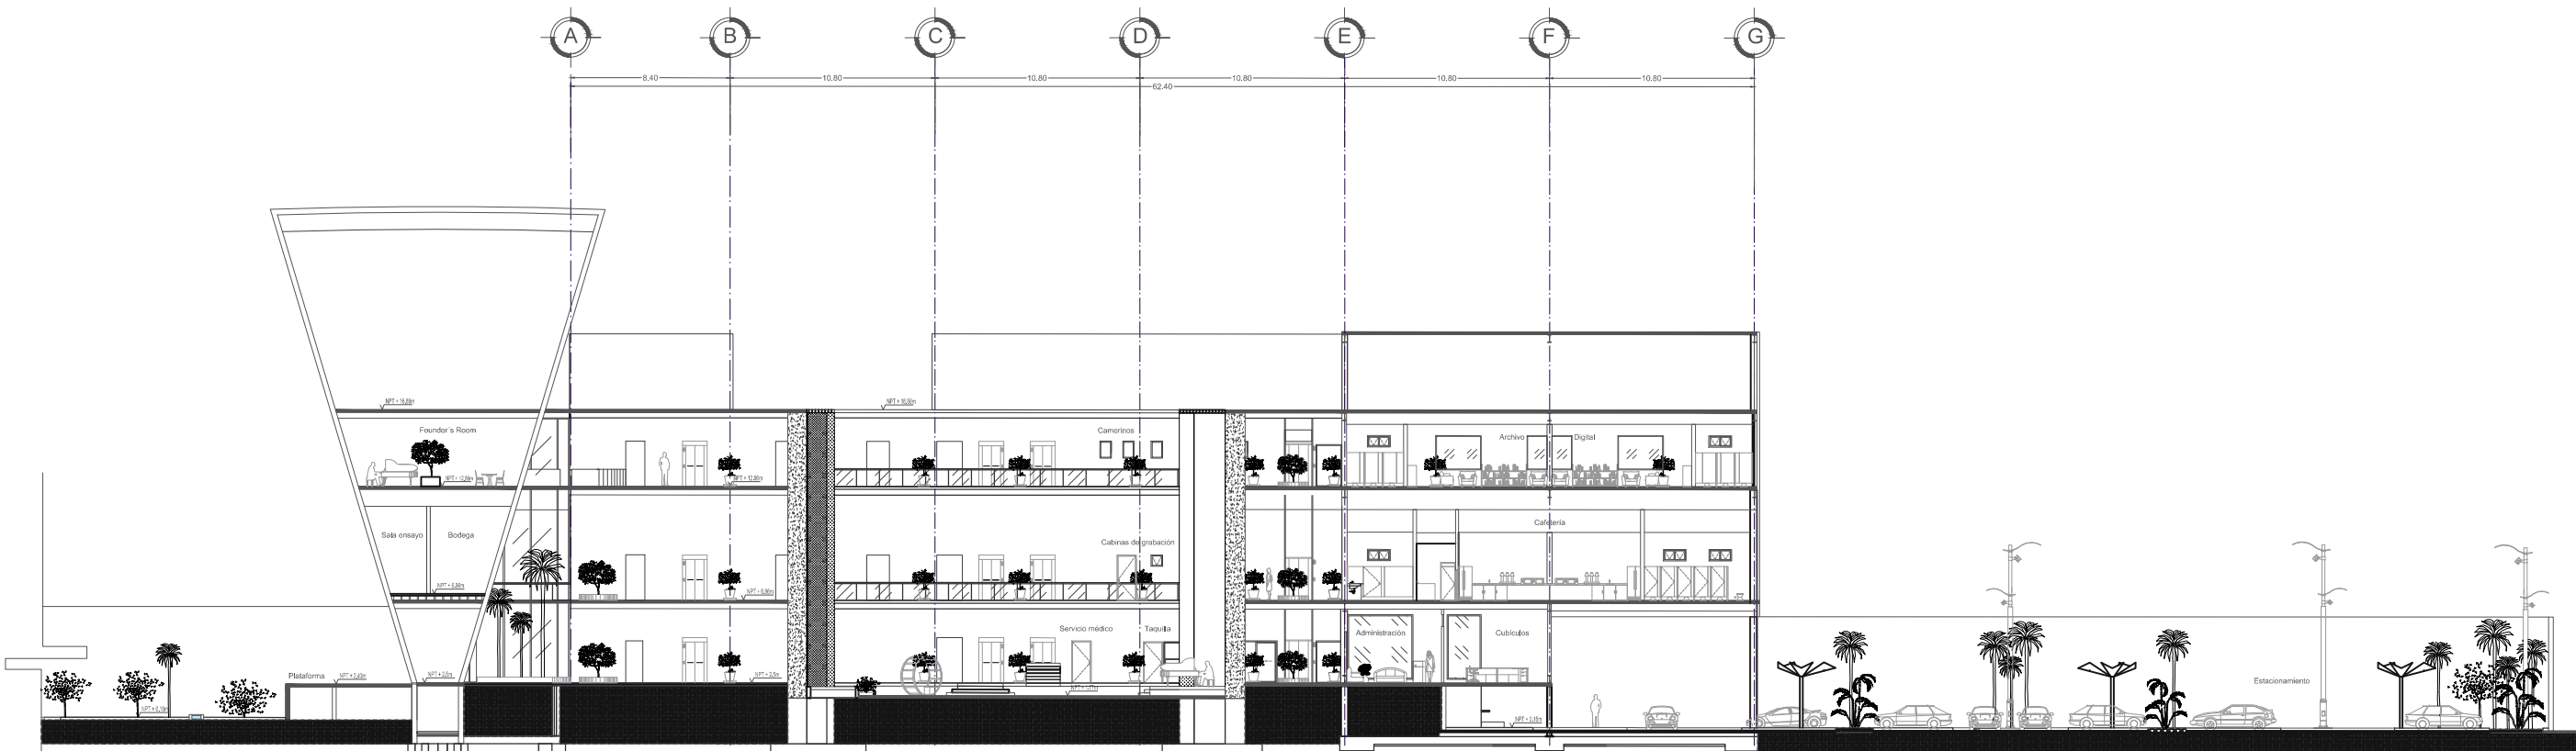 A B C D E F G
8.40 10.80 10.80 10.80 10.80 10.80
62.40
Founder's Room
Camerinos
Archivo Digital
Sala ensayo Bodega
Cafetería
Cabinas de grabación
Servicio médico Taquilla
Administración Cubículos
Plataforma
Estacionamiento